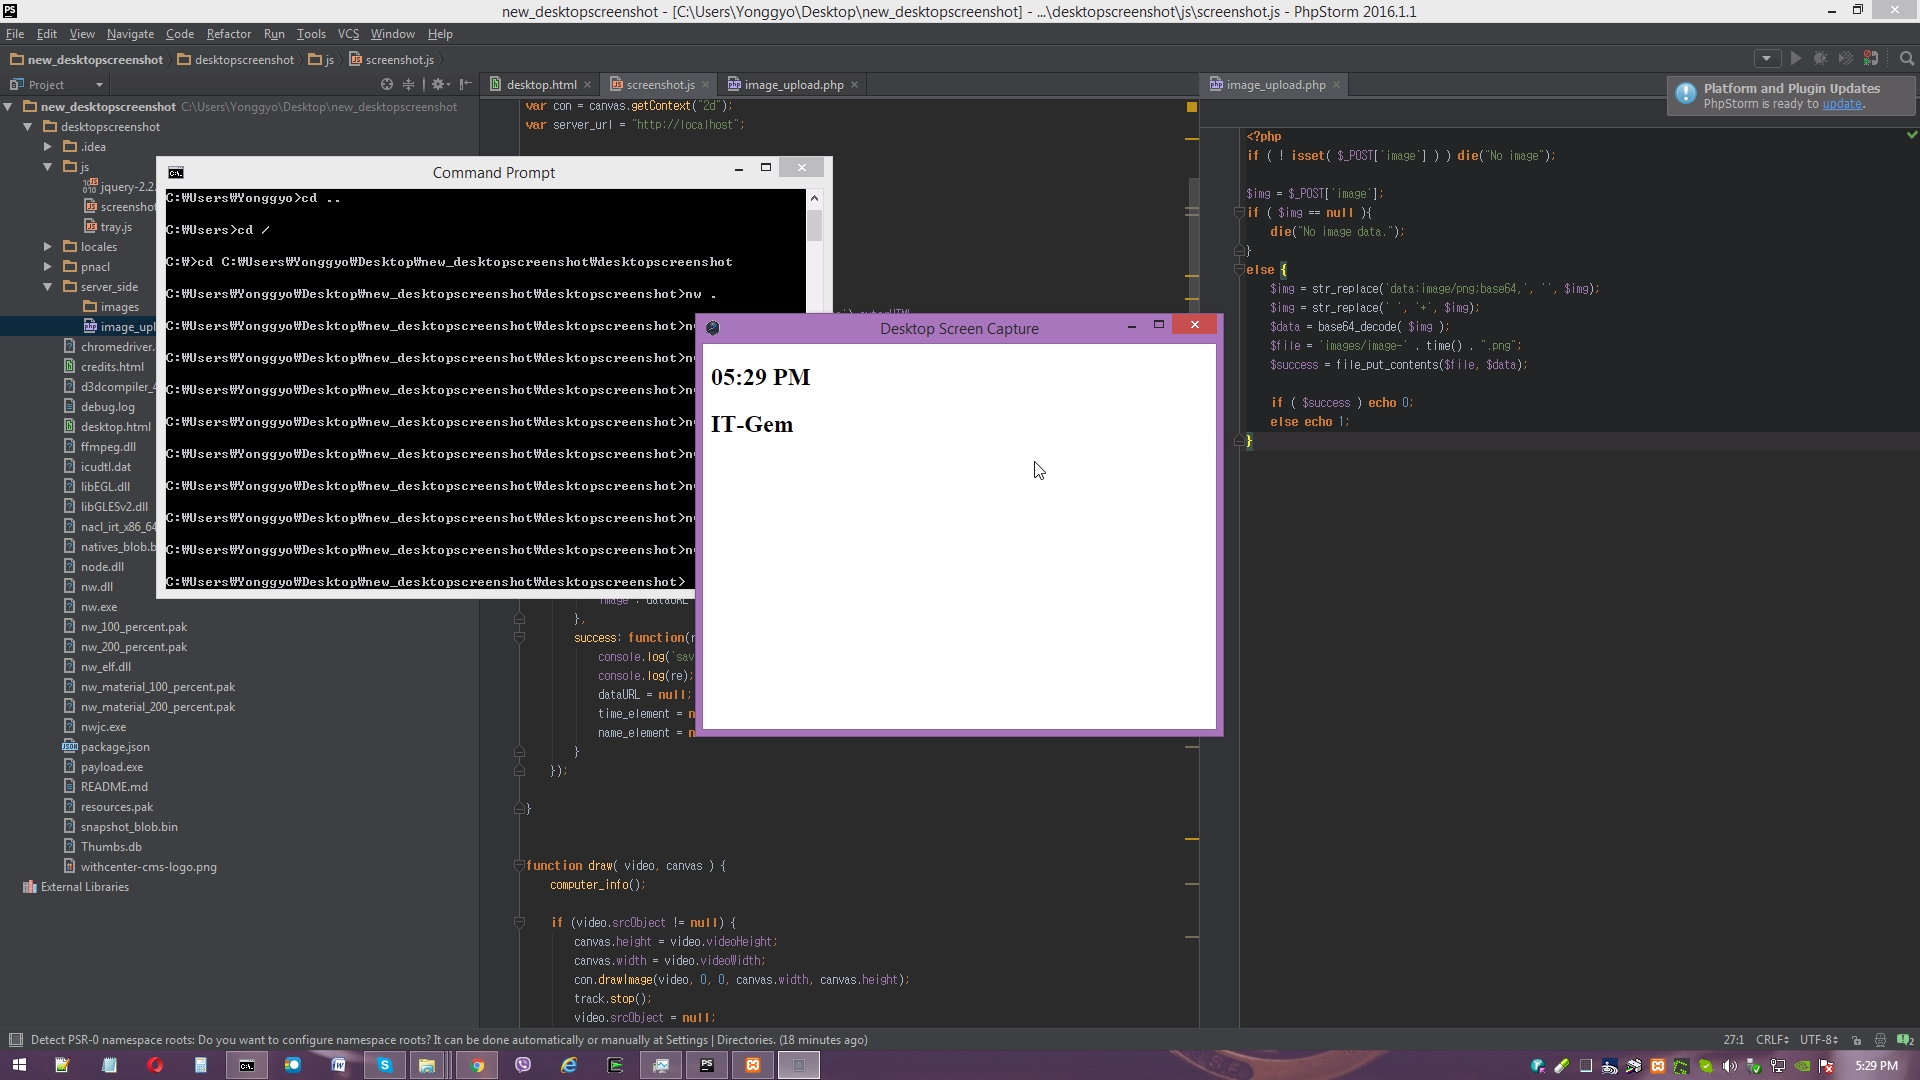 new_desktopscreenshot - [C:\Users\Yonggyo\Desktop\new_desktopscreenshot] - ...\desktopscreenshot\js\screenshot.js - PhpStorm 2016.1.1
File Edit View Navigate Code Refactor Run Tools VCS Window Help
new_desktopscreenshot desktopscreenshot js screenshot.js
Project
new_desktopscreenshot C:\Users\Yonggyo\Desktop\new_desktopscreenshot
desktopscreenshot
.idea
js
jquery-2.2.
screenshot
tray.js
locales
pnacl
server_side
images
image_upl
chromedriver.
credits.html
d3dcompiler_4
debug.log
desktop.html
ffmpeg.dll
icudtl.dat
libEGL.dll
libGLESv2.dll
nacl_irt_x86_64
natives_blob.b
node.dll
nw.dll
nw.exe
nw_100_percent.pak
nw_200_percent.pak
nw_elf.dll
nw_material_100_percent.pak
nw_material_200_percent.pak
nwjc.exe
package.json
payload.exe
README.md
resources.pak
snapshot_blob.bin
Thumbs.db
withcenter-cms-logo.png
External Libraries
desktop.html screenshot.js image_upload.php
var con = canvas.getContext("2d");
var server_url = "http://localhost";
Command Prompt
C:₩Users₩Yonggyo>cd ..
C:₩Users>cd /
C:₩>cd C:₩Users₩Yonggyo₩Desktop₩new_desktopscreenshot₩desktopscreenshot
C:₩Users₩Yonggyo₩Desktop₩new_desktopscreenshot₩desktopscreenshot>nw .
C:₩Users₩Yonggyo₩Desktop₩new_desktopscreenshot₩desktopscreenshot>n
C:₩Users₩Yonggyo₩Desktop₩new_desktopscreenshot₩desktopscreenshot>n
C:₩Users₩Yonggyo₩Desktop₩new_desktopscreenshot₩desktopscreenshot>n
C:₩Users₩Yonggyo₩Desktop₩new_desktopscreenshot₩desktopscreenshot>n
C:₩Users₩Yonggyo₩Desktop₩new_desktopscreenshot₩desktopscreenshot>n
C:₩Users₩Yonggyo₩Desktop₩new_desktopscreenshot₩desktopscreenshot>n
C:₩Users₩Yonggyo₩Desktop₩new_desktopscreenshot₩desktopscreenshot>n
C:₩Users₩Yonggyo₩Desktop₩new_desktopscreenshot₩desktopscreenshot>n
C:₩Users₩Yonggyo₩Desktop₩new_desktopscreenshot₩desktopscreenshot>
Desktop Screen Capture
05:29 PM
IT-Gem
},
success: function(r
console.log('sav
console.log(re);
dataURL = null;
time_element = n
name_element = n
}
});
}
function draw( video, canvas ) {
computer_info();
if (video.srcObject != null) {
canvas.height = video.videoHeight;
canvas.width = video.videoWidth;
con.drawImage(video, 0, 0, canvas.width, canvas.height);
track.stop();
video.srcObject = null;
image_upload.php
Platform and Plugin Updates
PhpStorm is ready to update.
<?php
if ( ! isset( $_POST['image'] ) ) die("No image");
$img = $_POST['image'];
if ( $img == null ){
die("No image data.");
}
else {
$img = str_replace('data:image/png;base64,', '', $img);
$img = str_replace(' ', '+', $img);
$data = base64_decode( $img );
$file = 'images/image-' . time() . ".png";
$success = file_put_contents($file, $data);
if ( $success ) echo 0;
else echo 1;
}
Detect PSR-0 namespace roots: Do you want to configure namespace roots? It can be done automatically or manually at Settings | Directories. (18 minutes ago)
27:1 CRLF UTF-8
5:29 PM